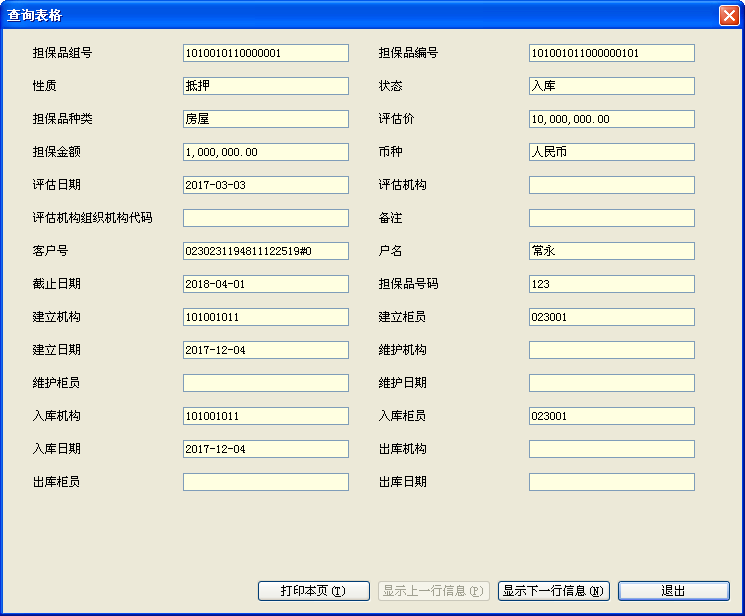 查询表格
担保品组号 1010010110000001 担保品编号 101001011000000101
性质 抵押 状态 入库
担保品种类 房屋 评估价 10,000,000.00
担保金额 1,000,000.00 币种 人民币
评估日期 2017-03-03 评估机构
评估机构组织机构代码 备注
客户号 0230231194811122519#0 户名 常永
截止日期 2018-04-01 担保品号码 123
建立机构 101001011 建立柜员 023001
建立日期 2017-12-04 维护机构
维护柜员 维护日期
入库机构 101001011 入库柜员 023001
入库日期 2017-12-04 出库机构
出库柜员 出库日期
打印本页(T) 显示上一行信息(P) 显示下一行信息(N) 退出